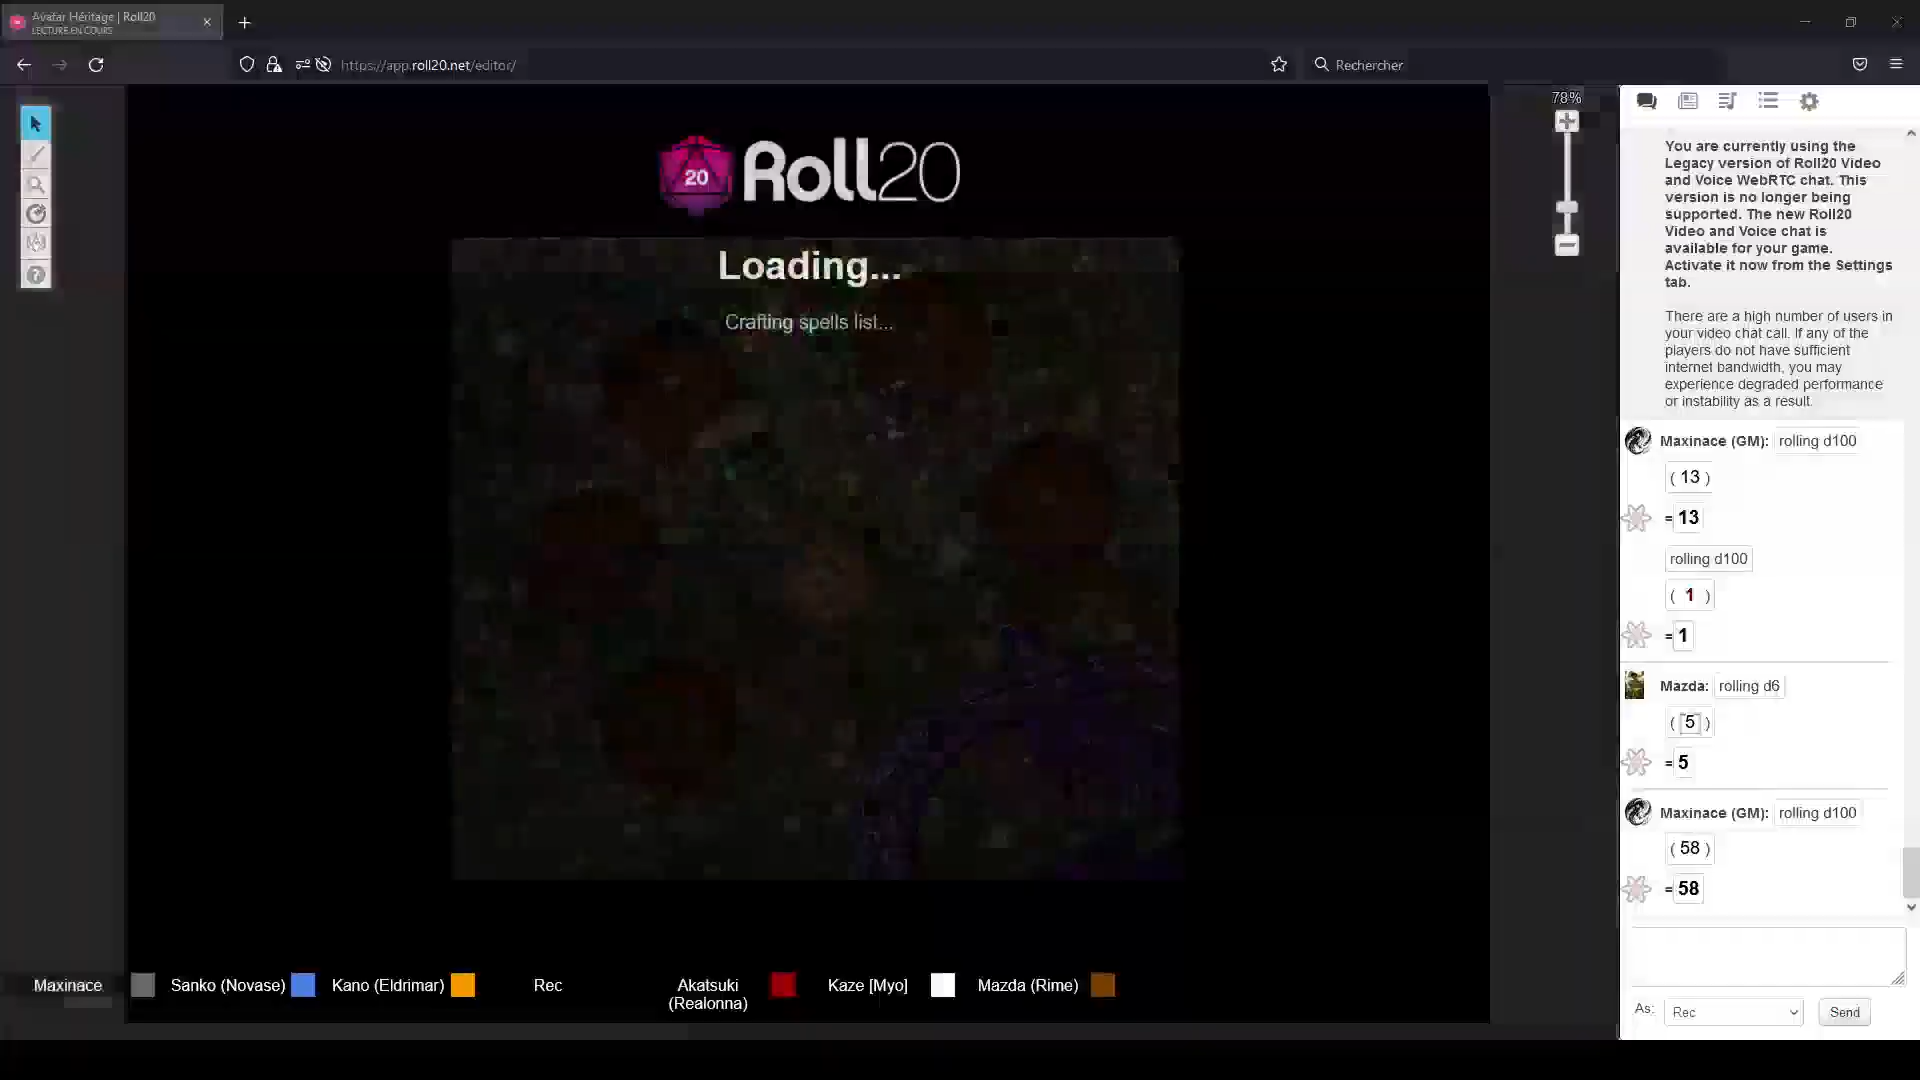 Avatar Héritage | Roll20
LECTURE EN COURS
https://app.roll20.net/editor/
Rechercher
78%
20
Roll20
Loading...
Crafting spells list...
You are currently using the
Legacy version of Roll20 Video
and Voice WebRTC chat. This
version is no longer being
supported. The new Roll20
Video and Voice chat is
available for your game.
Activate it now from the Settings
tab.
There are a high number of users in
your video chat call. If any of the
players do not have sufficient
internet bandwidth, you may
experience degraded performance
or instability as a result.
Maxinace (GM): rolling d100
( 13 )
= 13
rolling d100
( 1 )
= 1
Mazda: rolling d6
( 5 )
= 5
Maxinace (GM): rolling d100
( 58 )
= 58
Maxinace
Sanko (Novase)
Kano (Eldrimar)
Rec
Akatsuki
(Realonna)
Kaze [Myo]
Mazda (Rime)
As: Rec Send